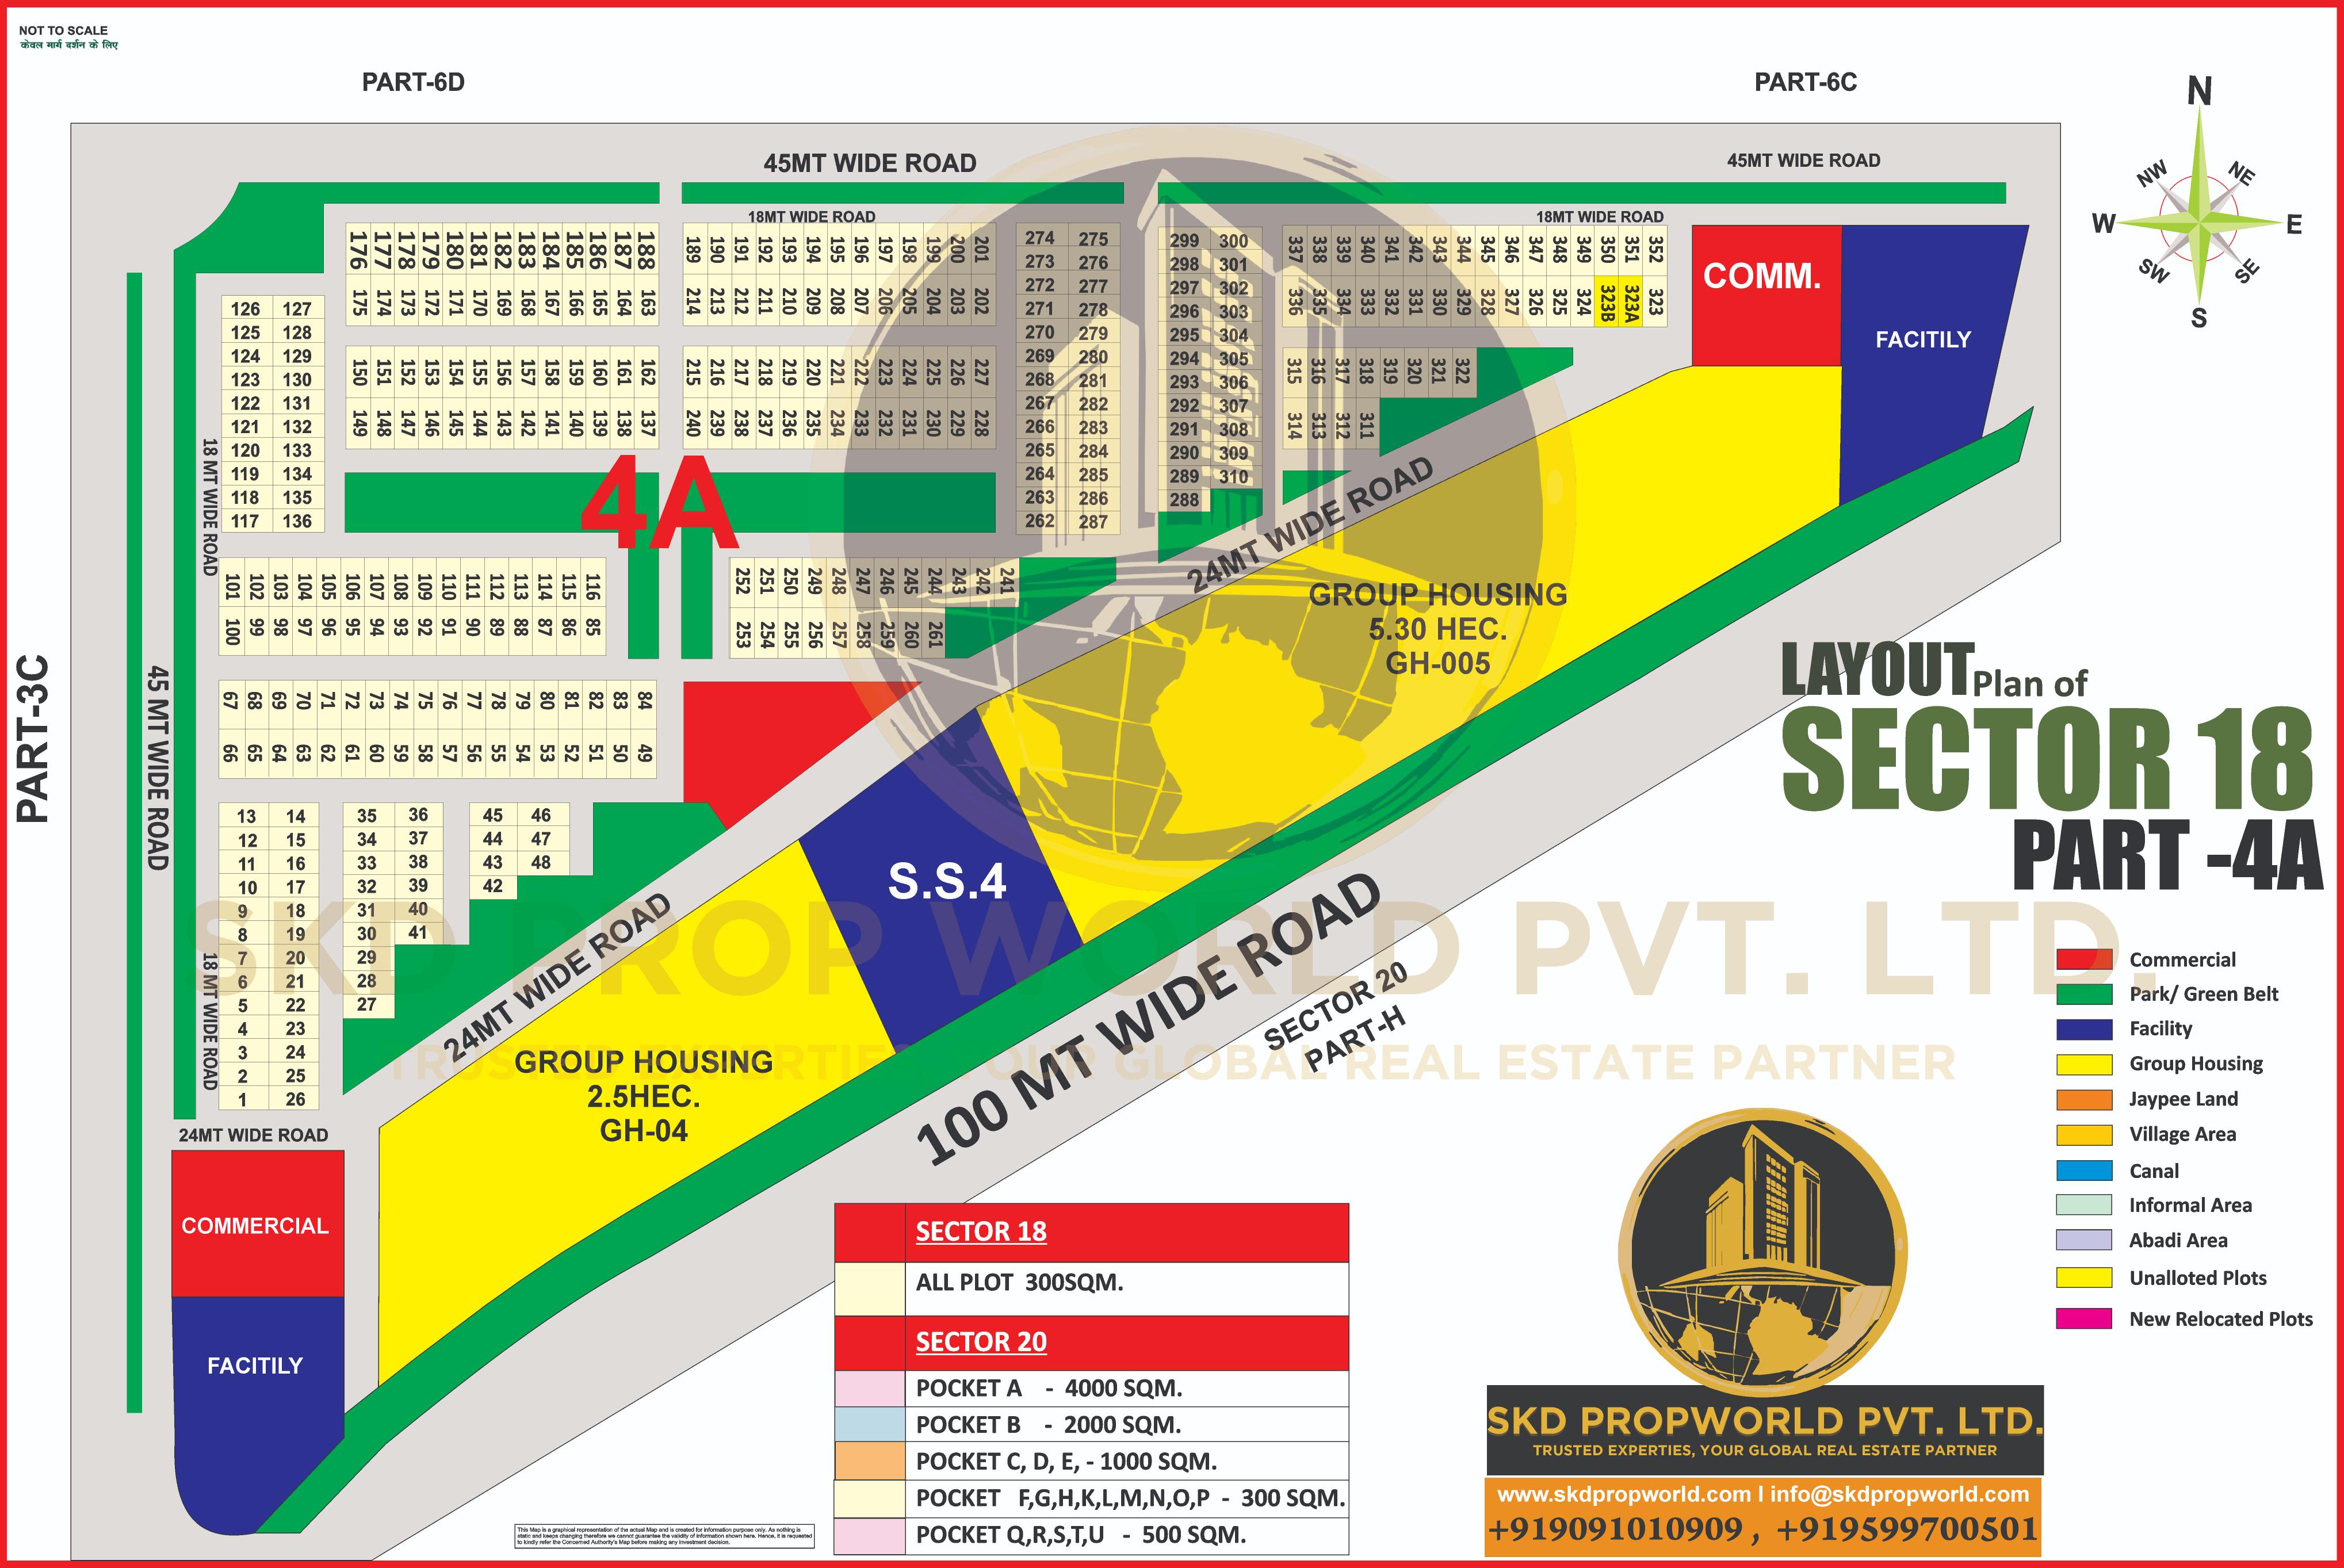 NOT TO SCALE
केवल मार्ग दर्शन के लिए
PART-6D
PART-6C
N
NW NE
W E
SW SE
S
45MT WIDE ROAD
45MT WIDE ROAD
18MT WIDE ROAD
18MT WIDE ROAD
176 177 178 179 180 181 182 183 184 185 186 187 188
175 174 173 172 171 170 169 168 167 166 165 164 163
150 151 152 153 154 155 156 157 158 159 160 161 162
149 148 147 146 145 144 143 142 141 140 139 138 137
189 190 191 192 193 194 195 196 197 198 199 200 201
214 213 212 211 210 209 208 207 206 205 204 203 202
215 216 217 218 219 220 221 222 223 224 225 226 227
240 239 238 237 236 235 234 233 232 231 230 229 228
274 275
273 276
272 277
271 278
270 279
269 280
268 281
267 282
266 283
265 284
264 285
263 286
262 287
299 300
298 301
297 302
296 303
295 304
294 305
293 306
292 307
291 308
290 309
289 310
288
337 338 339 340 341 342 343 344 345 346 347 348 349 350 351 352
336 335 334 333 332 331 330 329 328 327 326 325 324 323B 323A 323
315 316 317 318 319 320 321 322
314 313 312 311
COMM.
FACITILY
126 127
125 128
124 129
123 130
122 131
121 132
120 133
119 134
118 135
117 136
18 MT WIDE ROAD
4A
101 102 103 104 105 106 107 108 109 110 111 112 113 114 115 116
100 99 98 97 96 95 94 93 92 91 90 89 88 87 86 85
252 251 250 249 248 247 246 245 244 243 242 241
253 254 255 256 257 258 259 260 261
24MT WIDE ROAD
GROUP HOUSING
5.30 HEC.
GH-005
PART-3C
45 MT WIDE ROAD
67 68 69 70 71 72 73 74 75 76 77 78 79 80 81 82 83 84
66 65 64 63 62 61 60 59 58 57 56 55 54 53 52 51 50 49
LAYOUT Plan of
SECTOR 18
PART -4A
13 14
12 15
11 16
10 17
9 18
8 19
7 20
6 21
5 22
4 23
3 24
2 25
1 26
35 36
34 37
33 38
32 39
31 40
30 41
29
28
27
45 46
44 47
43 48
42
18 MT WIDE ROAD
S.S.4
24MT WIDE ROAD
SKD PROP WORLD PVT. LTD.
TRUSTED EXPERTIES, YOUR GLOBAL REAL ESTATE PARTNER
GROUP HOUSING
2.5HEC.
GH-04
100 MT WIDE ROAD
SECTOR 20
PART-H
24MT WIDE ROAD
COMMERCIAL
FACITILY
Commercial
Park/ Green Belt
Facility
Group Housing
Jaypee Land
Village Area
Canal
Informal Area
Abadi Area
Unalloted Plots
New Relocated Plots
SECTOR 18
ALL PLOT 300SQM.
SECTOR 20
POCKET A - 4000 SQM.
POCKET B - 2000 SQM.
POCKET C, D, E, - 1000 SQM.
POCKET F,G,H,K,L,M,N,O,P - 300 SQM.
POCKET Q,R,S,T,U - 500 SQM.
This Map is a graphical representation of the actual Map and is created for information purpose only. As nothing is
static and keeps changing therefore we cannot guarantee the validity of information shown here. Hence, it is requested
to kindly refer the Concerned Authority's Map before making any investment decision.
SKD PROPWORLD PVT. LTD.
TRUSTED EXPERTIES, YOUR GLOBAL REAL ESTATE PARTNER
www.skdpropworld.com I info@skdpropworld.com
+919091010909 , +919599700501